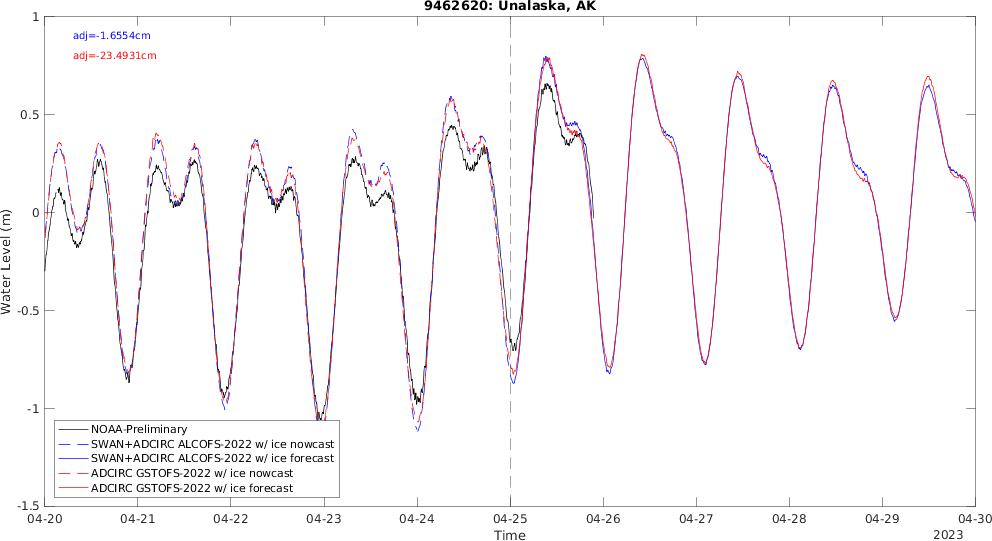 9462620: Unalaska, AK
adj=-1.6554cm
adj=-23.4931cm
Water Level (m)
1
0.5
0
-0.5
-1
-1.5
NOAA-Preliminary
SWAN+ADCIRC ALCOFS-2022 w/ ice nowcast
SWAN+ADCIRC ALCOFS-2022 w/ ice forecast
ADCIRC GSTOFS-2022 w/ ice nowcast
ADCIRC GSTOFS-2022 w/ ice forecast
04-20 04-21 04-22 04-23 04-24 04-25 04-26 04-27 04-28 04-29 04-30
Time
2023